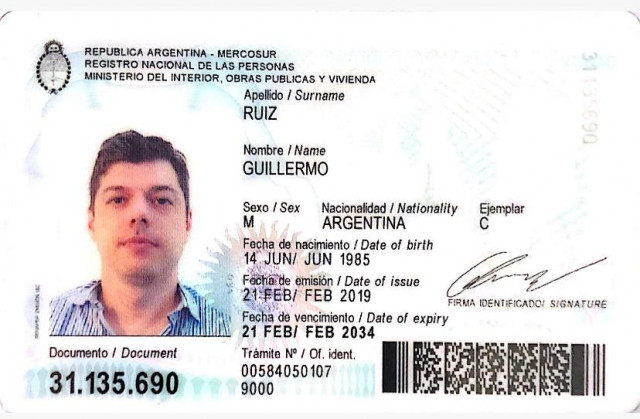 REPUBLICA ARGENTINA - MERCOSUR
REGISTRO NACIONAL DE LAS PERSONAS
MINISTERIO DEL INTERIOR, OBRAS PUBLICAS Y VIVIENDA
Apellido / Surname
RUIZ
Nombre / Name
GUILLERMO
Sexo / Sex Nacionalidad / Nationality Ejemplar
M ARGENTINA C
Fecha de nacimiento / Date of birth
14 JUN/ JUN 1985
Fecha de emisión / Date of issue
21 FEB/ FEB 2019
FIRMA IDENTIFICADO/ SIGNATURE
Fecha de vencimiento / Date of expiry
21 FEB/ FEB 2034
Documento / Document
31.135.690
Trámite Nº / Of. ident.
00584050107
9000